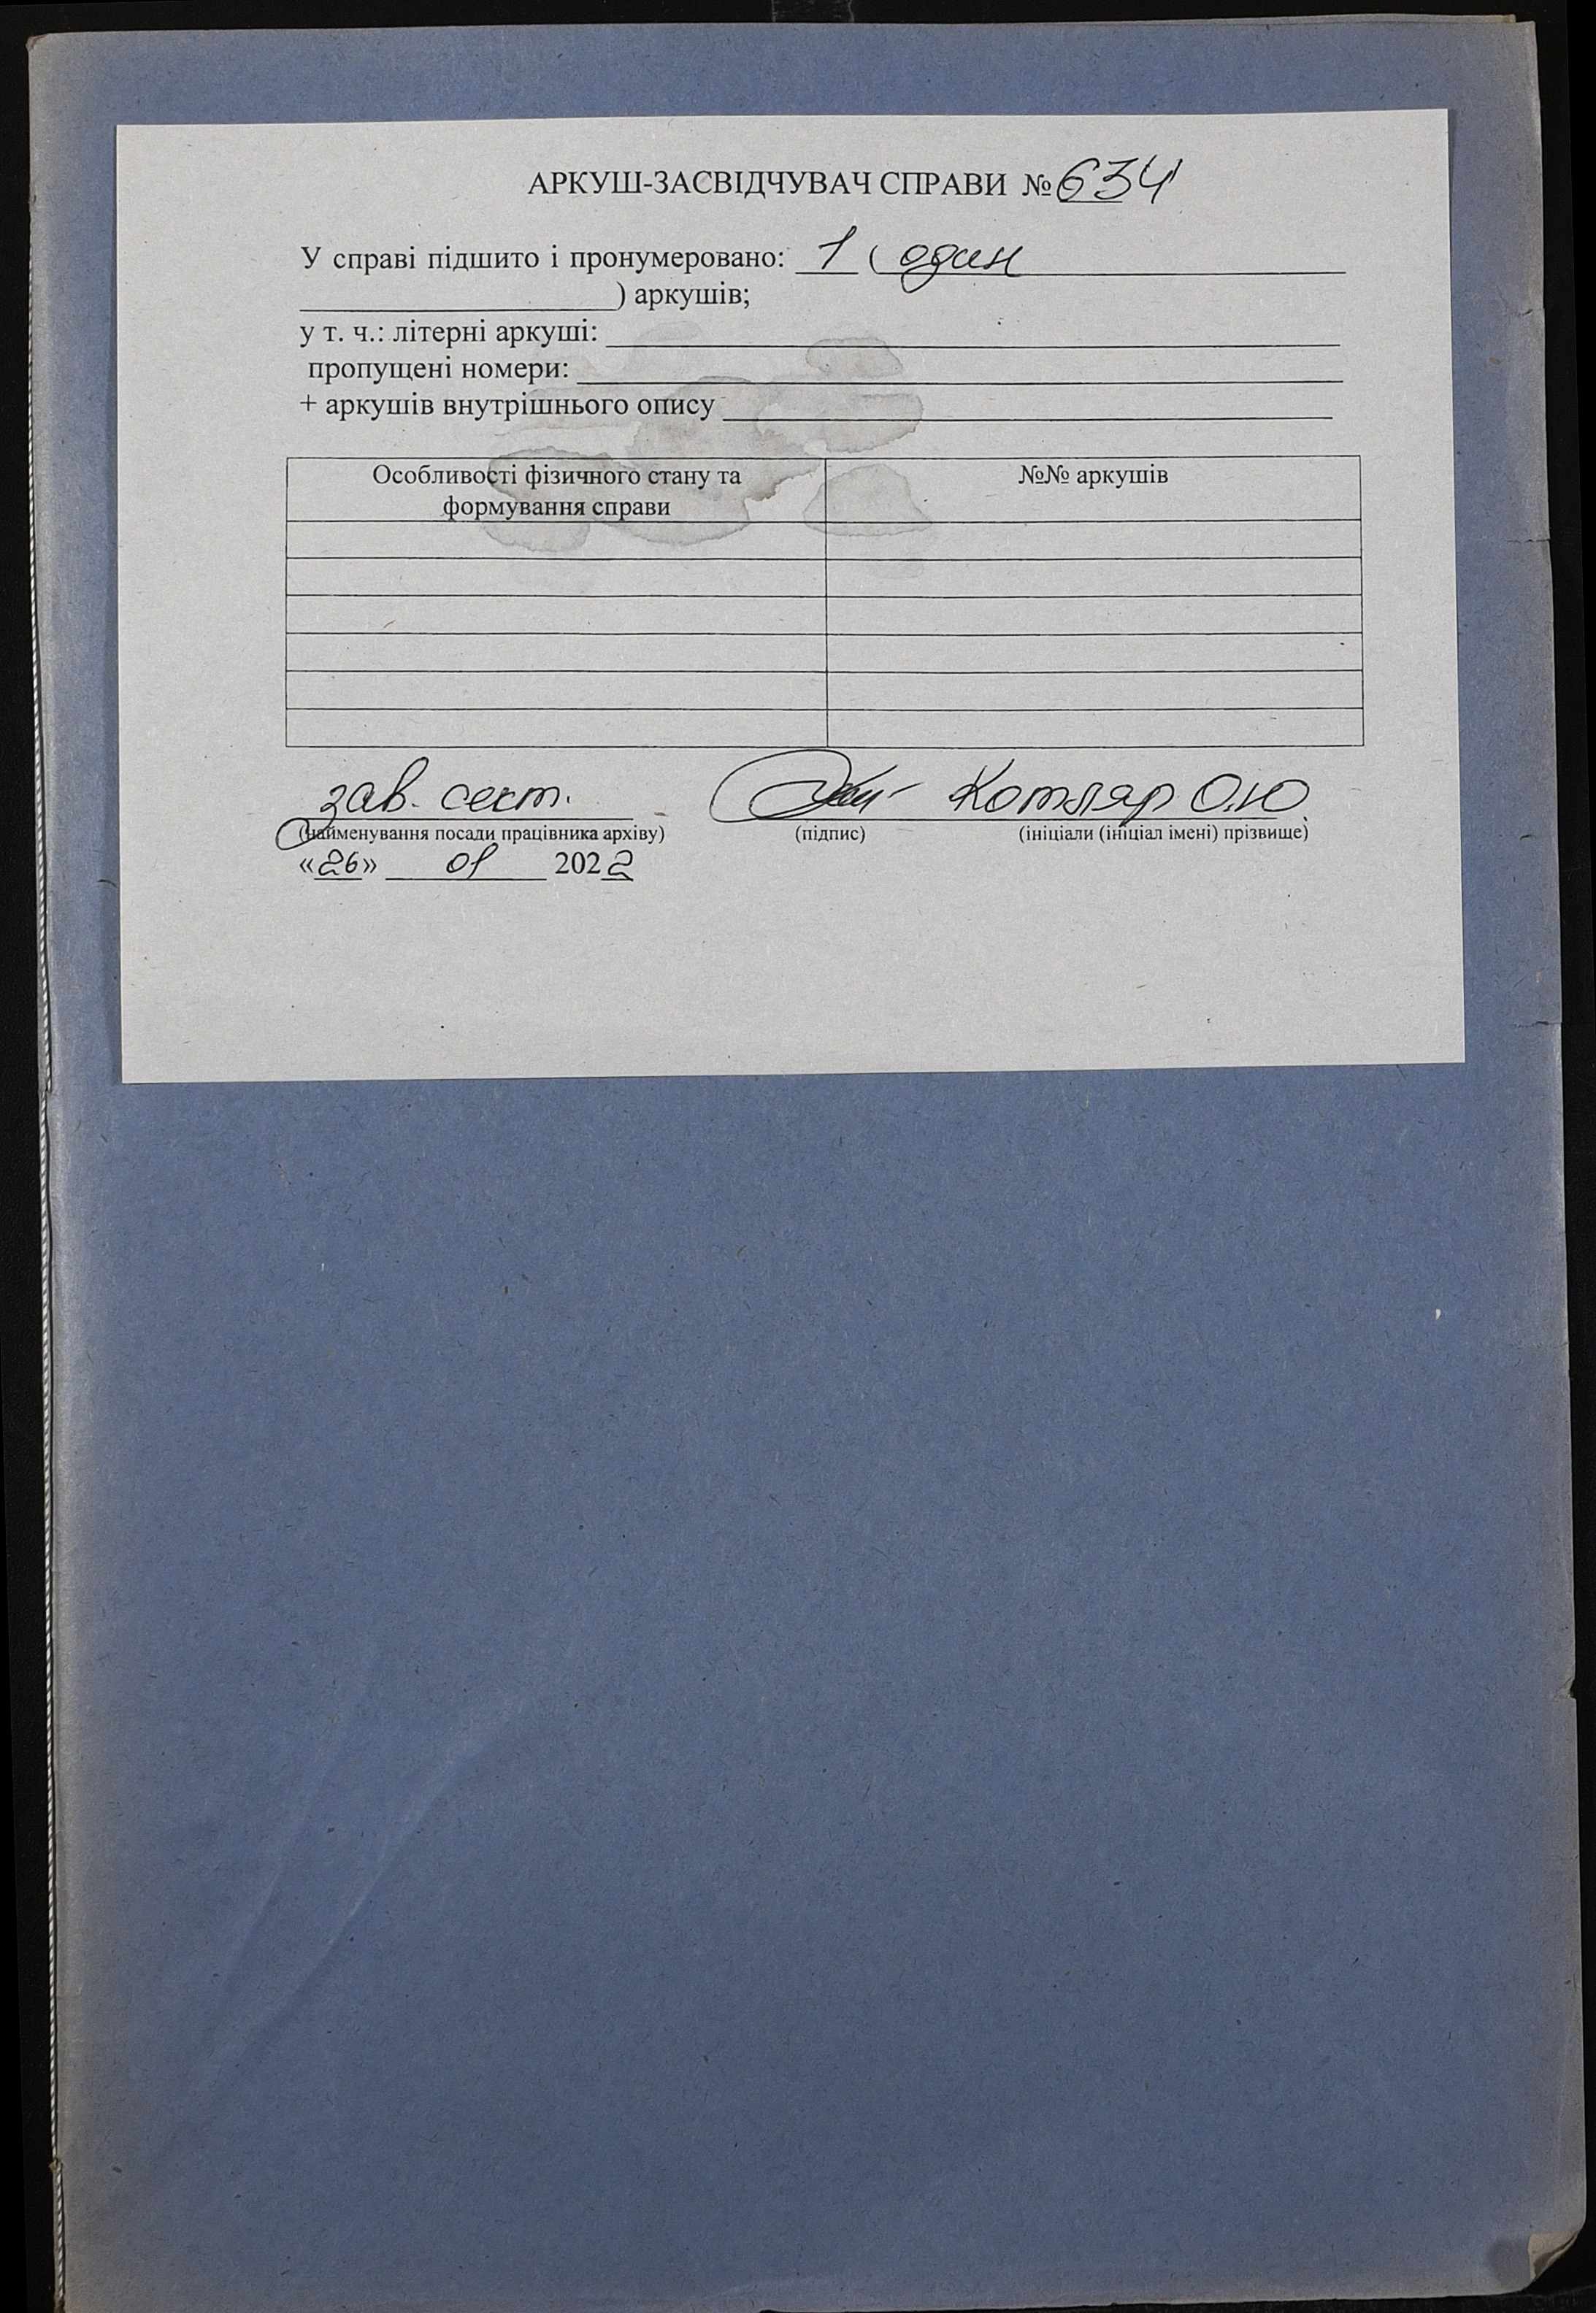 АРКУШ-ЗАСВІДЧУВАЧ СПРАВИ № 634
У справі підшито і пронумеровано: 1 ( один
) аркушів;
у т. ч.: літерні аркуші:
пропущені номери:
+ аркушів внутрішнього опису
Особливості фізичного стану та
формування справи
№№ аркушів
зав. сект. Котляр О.Ю.
(найменування посади працівника архіву) (підпис) (ініціали (ініціал імені) прізвище)
«26» 01 2022